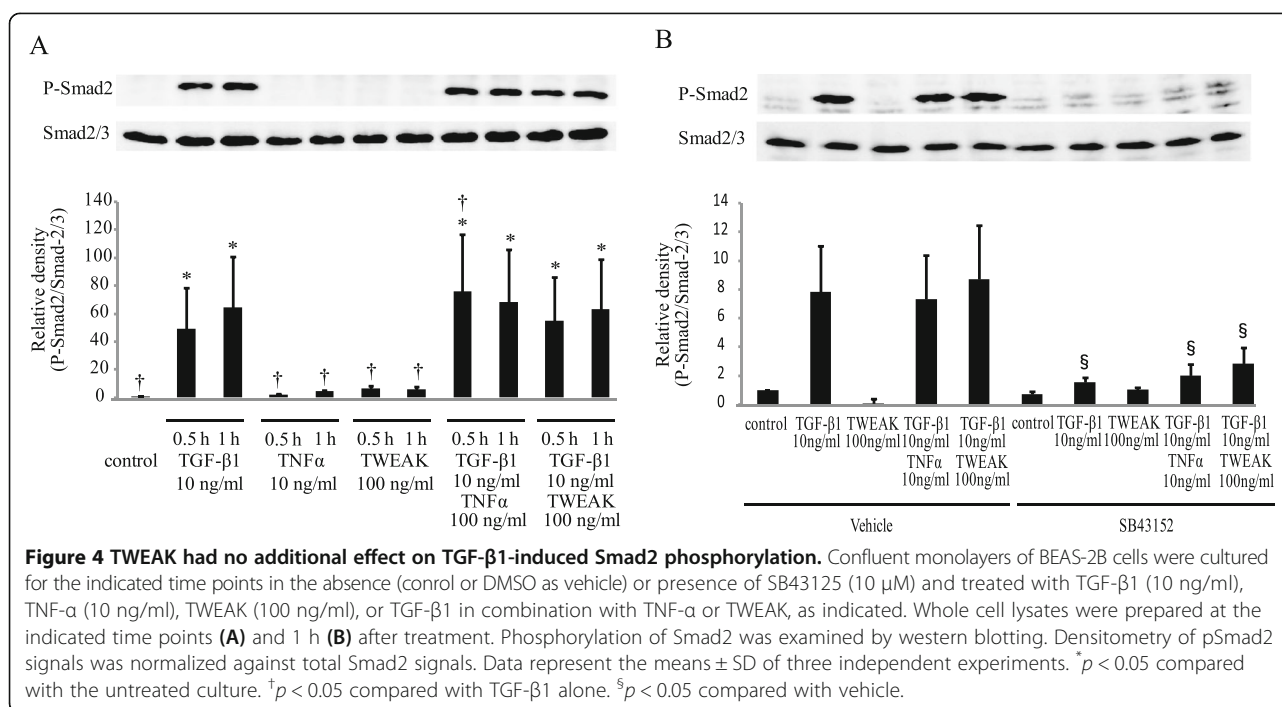 A
P-Smad2
Smad2/3
Relative density
(P-Smad2/Smad-2/3)
140
120
100
80
60
40
20
0
†
*
*
†
†
†
†
†
*
*
*
*
control
0.5 h 1 h
TGF-β1
10 ng/ml
0.5 h 1 h
TNFα
10 ng/ml
0.5 h 1 h
TWEAK
100 ng/ml
0.5 h 1 h
TGF-β1
10 ng/ml
TNFα
100 ng/ml
0.5 h 1 h
TGF-β1
10 ng/ml
TWEAK
100 ng/ml
B
P-Smad2
Smad2/3
Relative density
(P-Smad2/Smad-2/3)
14
12
10
8
6
4
2
0
§
§
§
control
TGF-β1
10ng/ml
TWEAK
100ng/ml
TGF-β1
10ng/ml
TNFα
10ng/ml
TGF-β1
10ng/ml
TWEAK
100ng/ml
control
TGF-β1
10ng/ml
TWEAK
100ng/ml
TGF-β1
10ng/ml
TNFα
10ng/ml
TGF-β1
10ng/ml
TWEAK
100ng/ml
Vehicle
SB43152
Figure 4 TWEAK had no additional effect on TGF-β1-induced Smad2 phosphorylation. Confluent monolayers of BEAS-2B cells were cultured
for the indicated time points in the absence (conrol or DMSO as vehicle) or presence of SB43125 (10 μM) and treated with TGF-β1 (10 ng/ml),
TNF-α (10 ng/ml), TWEAK (100 ng/ml), or TGF-β1 in combination with TNF-α or TWEAK, as indicated. Whole cell lysates were prepared at the
indicated time points (A) and 1 h (B) after treatment. Phosphorylation of Smad2 was examined by western blotting. Densitometry of pSmad2
signals was normalized against total Smad2 signals. Data represent the means ± SD of three independent experiments. *p < 0.05 compared
with the untreated culture. †p < 0.05 compared with TGF-β1 alone. §p < 0.05 compared with vehicle.